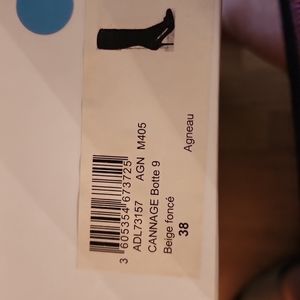 3 605354 673725
ADL73157 AGN M405
CANNAGE Botte 9
Beige foncé
38
Agneau